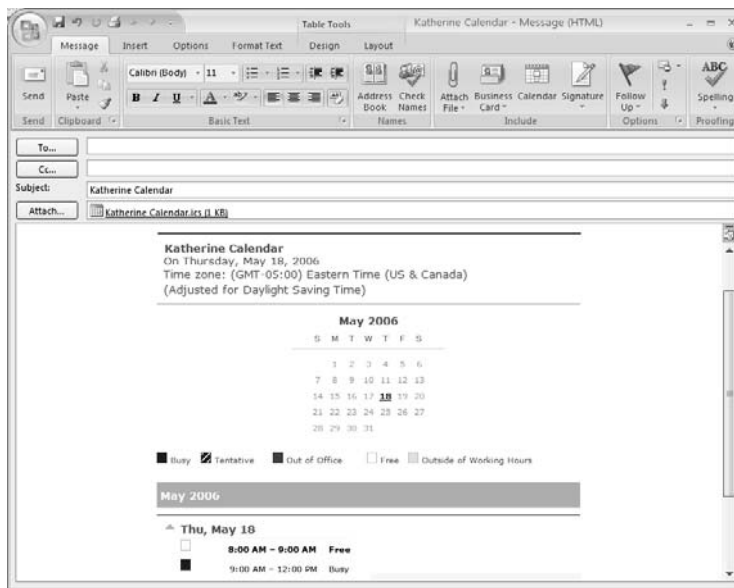 Table Tools
Katherine Calendar - Message (HTML)
Message Insert Options Format Text Design Layout
Calibri (Body) 11
Send Paste
B I U A ab
Address Book Check Names
Attach File Business Card Calendar Signature
Follow Up
ABC Spelling
Send Clipboard Basic Text Names Include Options Proofing
To...
Cc...
Subject: Katherine Calendar
Attach... Katherine Calendar.ics (1 KB)
Katherine Calendar
On Thursday, May 18, 2006
Time zone: (GMT-05:00) Eastern Time (US & Canada)
(Adjusted for Daylight Saving Time)
May 2006
S M T W T F S
1 2 3 4 5 6
7 8 9 10 11 12 13
14 15 16 17 18 19 20
21 22 23 24 25 26 27
28 29 30 31
Busy Tentative Out of Office Free Outside of Working Hours
May 2006
Thu, May 18
8:00 AM – 9:00 AM Free
9:00 AM – 12:00 PM Busy